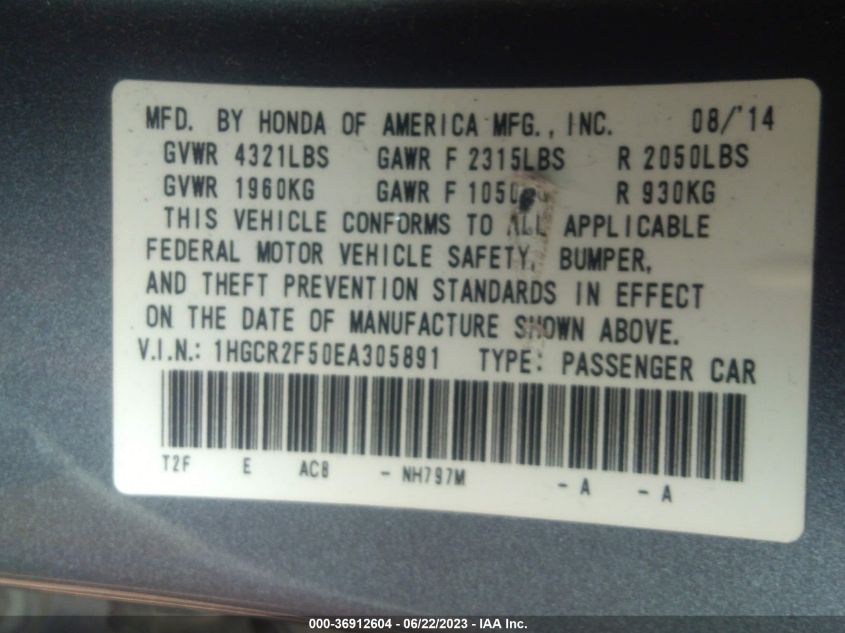 MFD. BY HONDA OF AMERICA MFG., INC. 08/'14
GVWR 4321LBS GAWR F 2315LBS R 2050LBS
GVWR 1960KG GAWR F 1050 R 930KG
THIS VEHICLE CONFORMS TO ALL APPLICABLE
FEDERAL MOTOR VEHICLE SAFETY, BUMPER,
AND THEFT PREVENTION STANDARDS IN EFFECT
ON THE DATE OF MANUFACTURE SHOWN ABOVE.
V.I.N.: 1HGCR2F50EA305891 TYPE: PASSENGER CAR
T2F E AC8 - NH797M - A - A
000-36912604 - 06/22/2023 - IAA Inc.